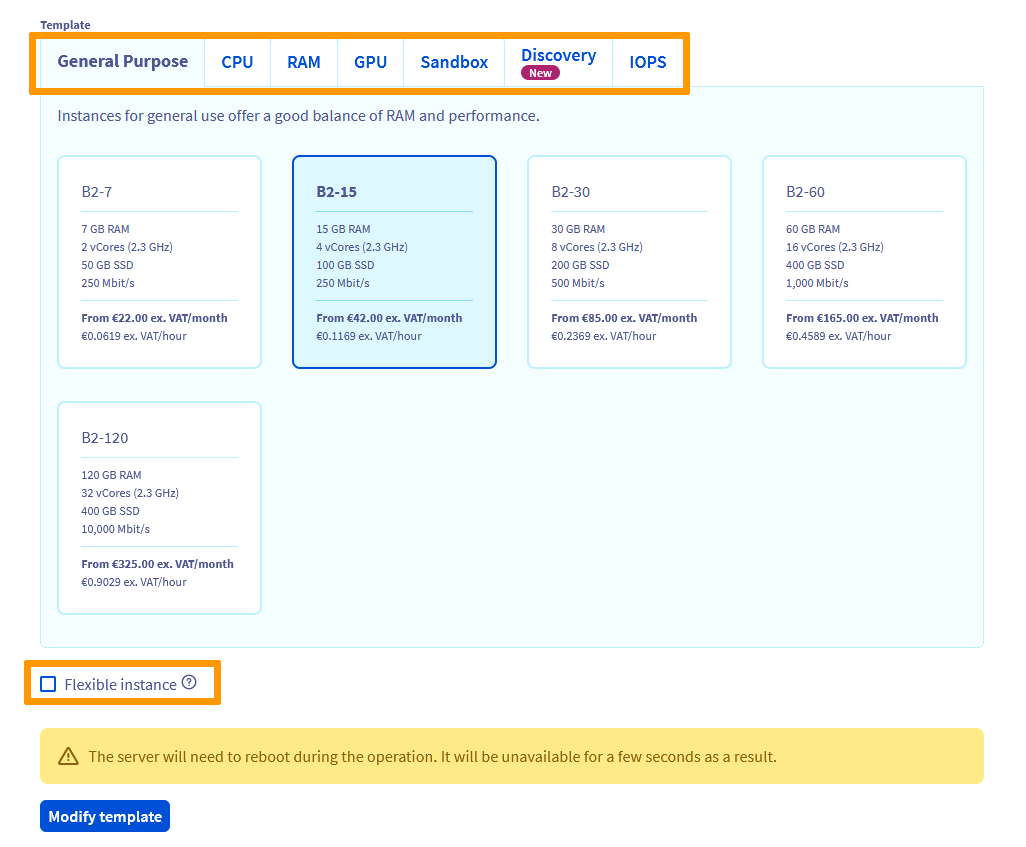 Template
General Purpose CPU RAM GPU Sandbox Discovery New IOPS
Instances for general use offer a good balance of RAM and performance.
B2-7
7 GB RAM
2 vCores (2.3 GHz)
50 GB SSD
250 Mbit/s
From €22.00 ex. VAT/month
€0.0619 ex. VAT/hour
B2-15
15 GB RAM
4 vCores (2.3 GHz)
100 GB SSD
250 Mbit/s
From €42.00 ex. VAT/month
€0.1169 ex. VAT/hour
B2-30
30 GB RAM
8 vCores (2.3 GHz)
200 GB SSD
500 Mbit/s
From €85.00 ex. VAT/month
€0.2369 ex. VAT/hour
B2-60
60 GB RAM
16 vCores (2.3 GHz)
400 GB SSD
1,000 Mbit/s
From €165.00 ex. VAT/month
€0.4589 ex. VAT/hour
B2-120
120 GB RAM
32 vCores (2.3 GHz)
400 GB SSD
10,000 Mbit/s
From €325.00 ex. VAT/month
€0.9029 ex. VAT/hour
Flexible instance ?
The server will need to reboot during the operation. It will be unavailable for a few seconds as a result.
Modify template